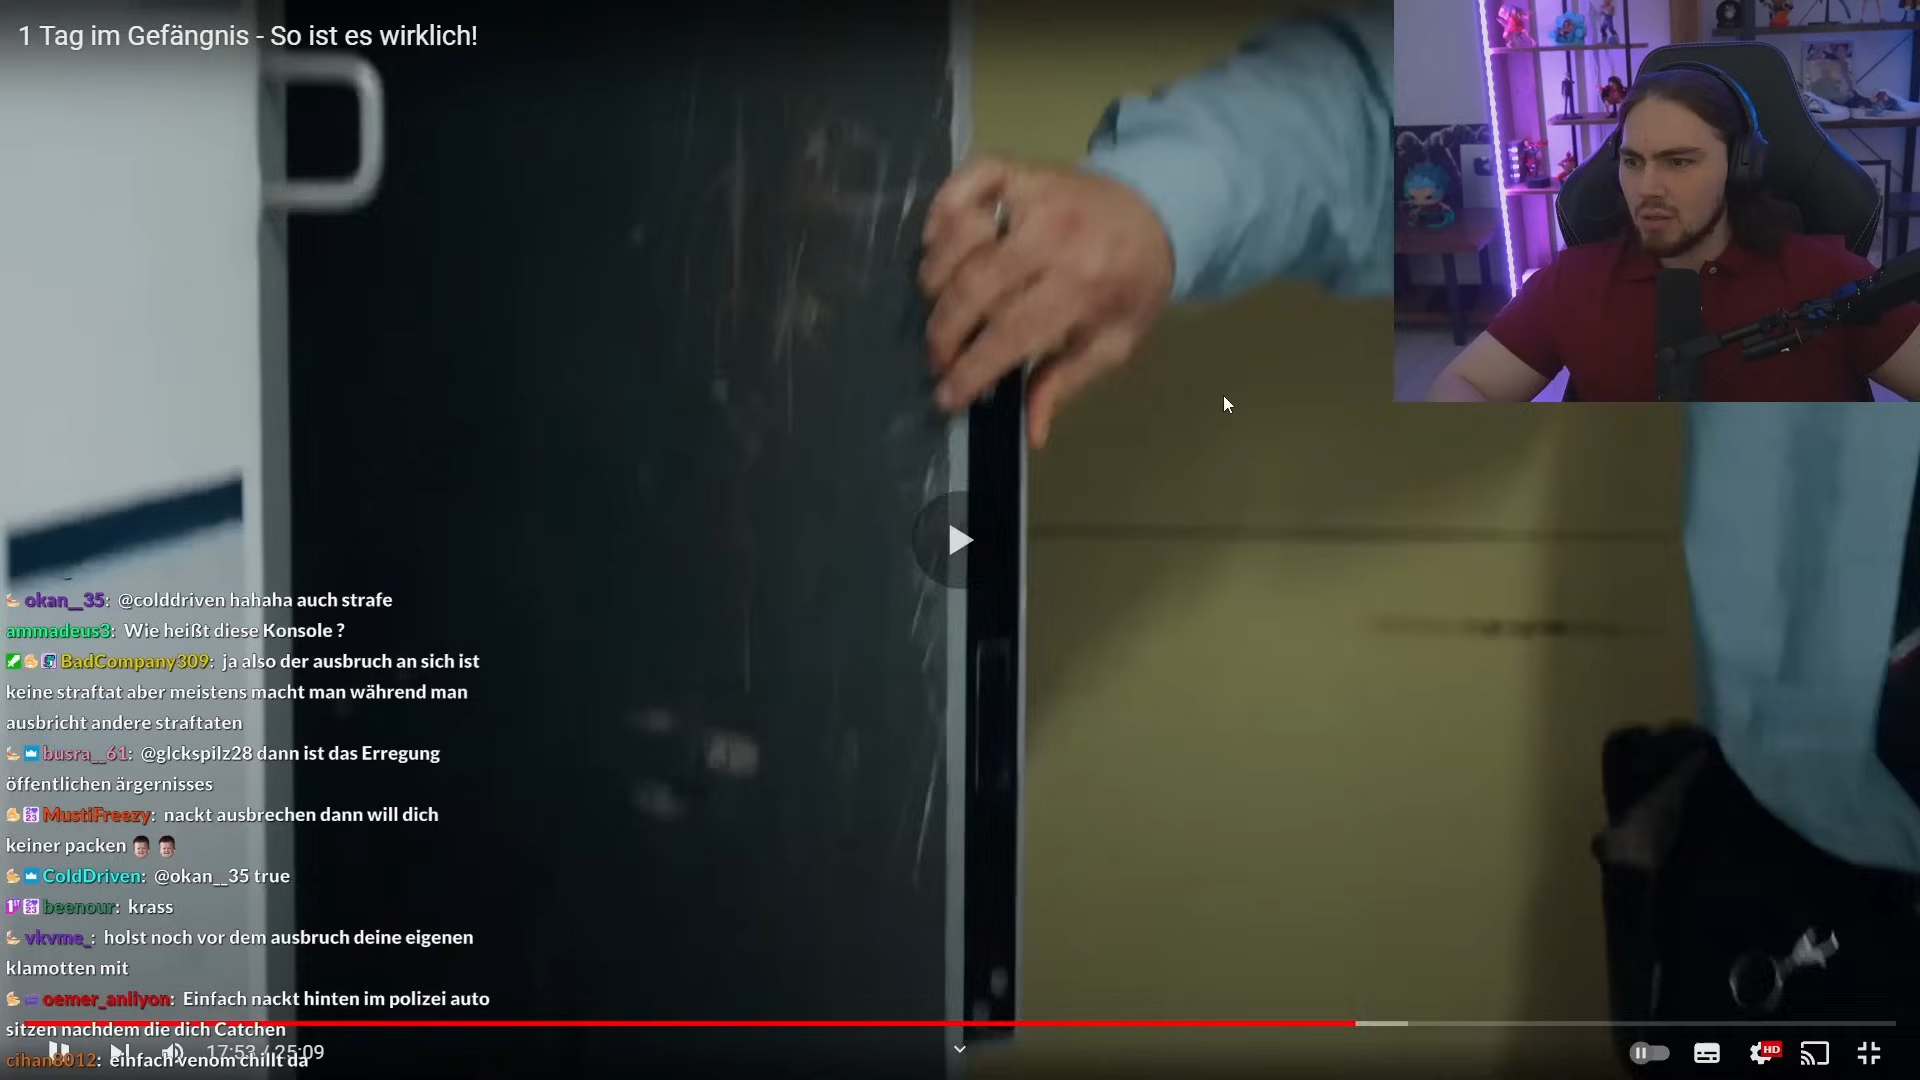 1 Tag im Gefängnis - So ist es wirklich!
okan__35: @colddriven hahaha auch strafe
ammadeus3: Wie heißt diese Konsole ?
BadCompany309: ja also der ausbruch an sich ist
keine straftat aber meistens macht man während man
ausbricht andere straftaten
busra__61: @glckspilz28 dann ist das Erregung
öffentlichen ärgernisses
MustiFreezy: nackt ausbrechen dann will dich
keiner packen
ColdDriven: @okan__35 true
beenour: krass
vkvme_: holst noch vor dem ausbruch deine eigenen
klamotten mit
oemer_anliyon: Einfach nackt hinten im polizei auto
sitzen nachdem die dich Catchen
17:53 / 25:09
cihan8012: einfach venom chillt da
HD